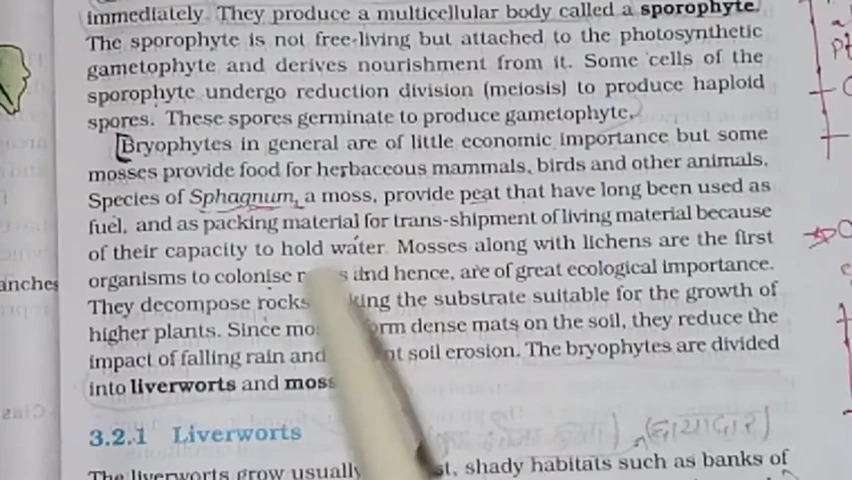 immediately. They produce a multicellular body called a sporophyte.
The sporophyte is not free-living but attached to the photosynthetic
gametophyte and derives nourishment from it. Some cells of the
sporophyte undergo reduction division (meiosis) to produce haploid
spores. These spores germinate to produce gametophyte.
Bryophytes in general are of little economic importance but some
mosses provide food for herbaceous mammals, birds and other animals.
Species of Sphagnum, a moss, provide peat that have long been used as
fuel, and as packing material for trans-shipment of living material because
of their capacity to hold water. Mosses along with lichens are the first
anches
organisms to colonise and hence, are of great ecological importance.
They decompose rocks the substrate suitable for the growth of
higher plants. Since dense mats on the soil, they reduce the
impact of falling rain and soil erosion. The bryophytes are divided
into liverworts and
3.2.1 Liverworts
(छायादार)
The liverworts grow usually shady habitats such as banks of